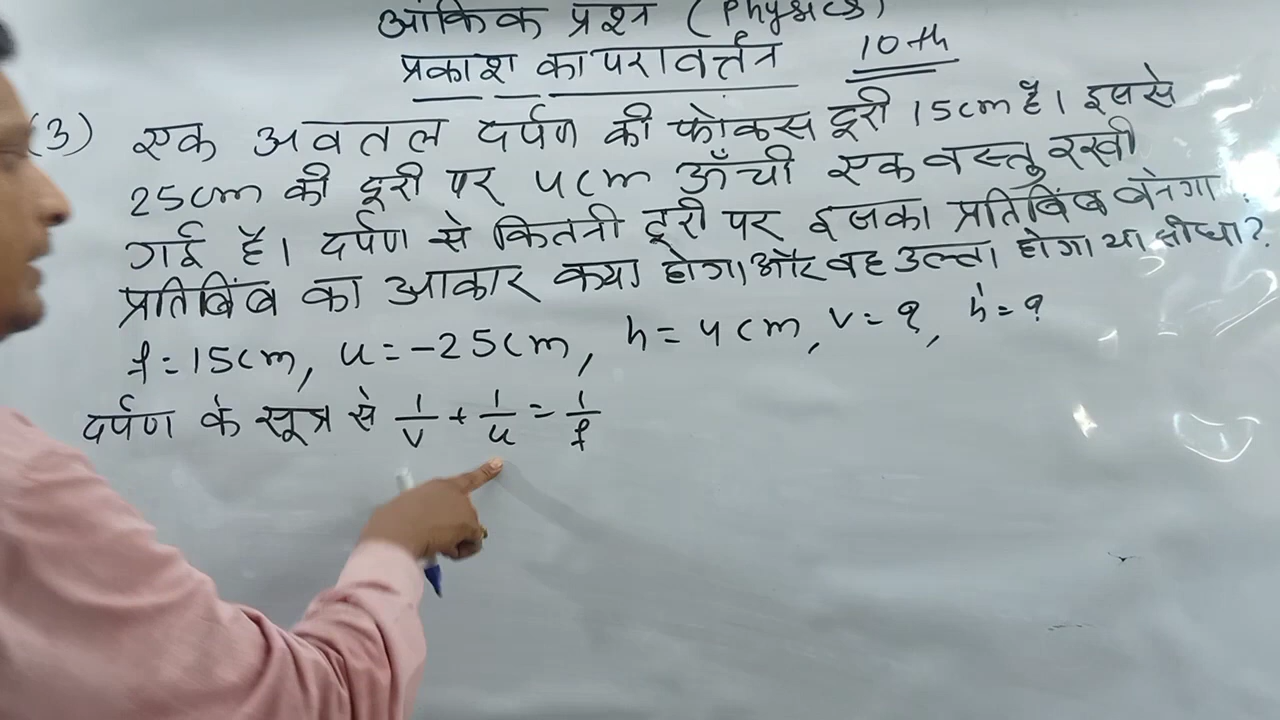 आंकिक प्रश्न (Physics)
प्रकाश का परावर्त्तन 10th
(3) एक अवतल दर्पण की फोकस दूरी 15cm है। इससे
25cm की दूरी पर 4cm ऊँची एक वस्तु रखी
गई है। दर्पण से कितनी दूरी पर इसका प्रतिबिंब बनेगा?
प्रतिबिंब का आकार क्या होगा और वह उल्टा होगा या सीधा?
f = 15cm, u = -25cm, h = 4cm, v = ?, h' = ?
दर्पण के सूत्र से 1/v + 1/u = 1/f